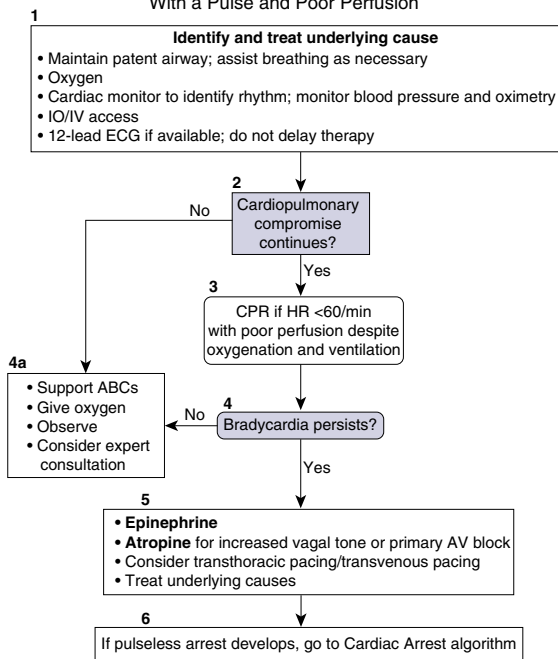 With a Pulse and Poor Perfusion
1
Identify and treat underlying cause
• Maintain patent airway; assist breathing as necessary
• Oxygen
• Cardiac monitor to identify rhythm; monitor blood pressure and oximetry
• IO/IV access
• 12-lead ECG if available; do not delay therapy
2
No
Cardiopulmonary
compromise
continues?
Yes
3
CPR if HR <60/min
with poor perfusion despite
oxygenation and ventilation
4a
• Support ABCs
• Give oxygen
• Observe
• Consider expert
consultation
No
4
Bradycardia persists?
Yes
5
• Epinephrine
• Atropine for increased vagal tone or primary AV block
• Consider transthoracic pacing/transvenous pacing
• Treat underlying causes
6
If pulseless arrest develops, go to Cardiac Arrest algorithm